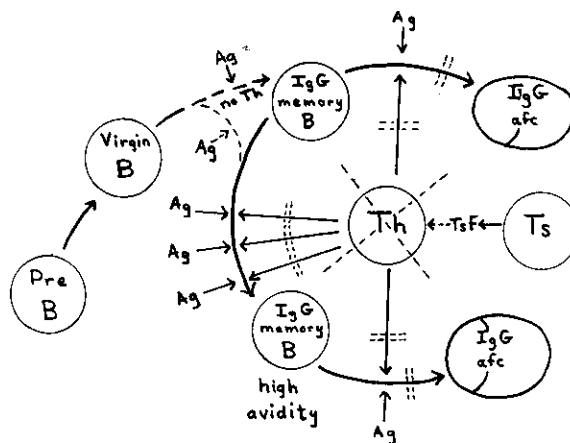 Ag
Ag
no Th
IgG
memory
B
IgG
afc
Virgin
B
Ag
Ag
Ag
Ag
Th
TsF
Ts
Pre
B
IgG
memory
B
high
avidity
IgG
afc
Ag